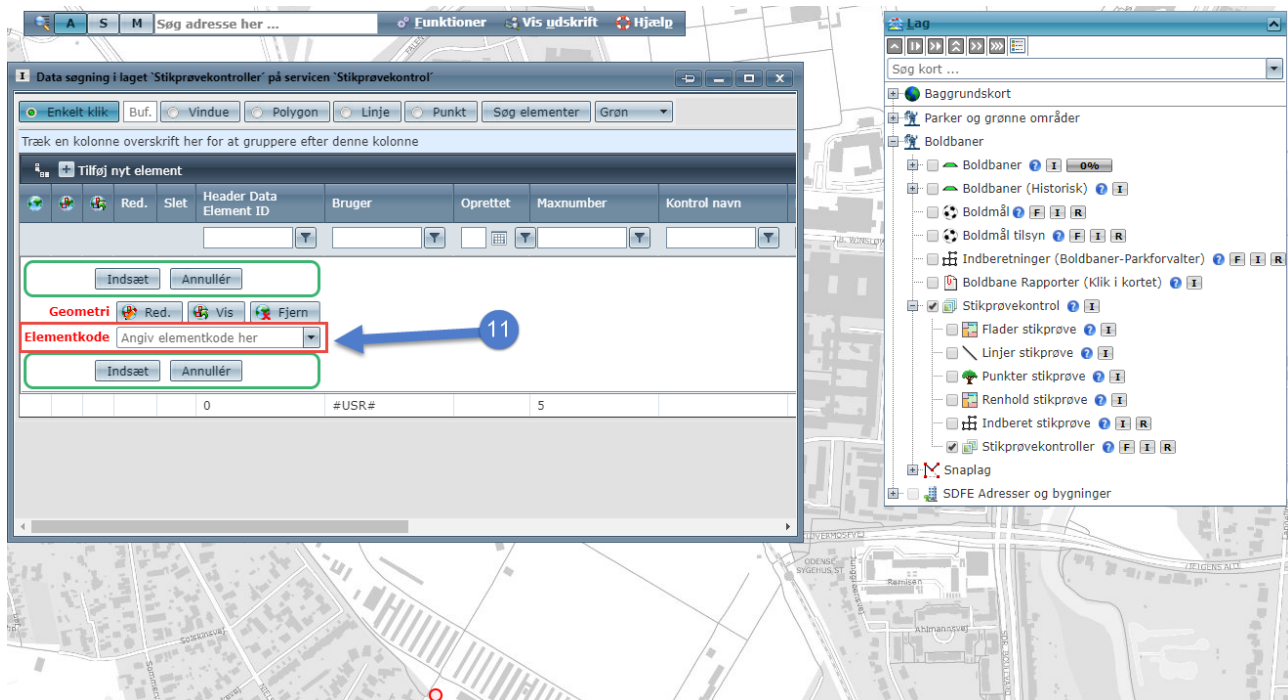 A S M Søg adresse her ... Funktioner Vis udskrift Hjælp
Data søgning i laget `Stikprøvekontroller´ på servicen `Stikprøvekontrol´
Enkelt klik Buf. Vindue Polygon Linje Punkt Søg elementer Grøn
Træk en kolonne overskrift her for at gruppere efter denne kolonne
Tilføj nyt element
Red. Slet Header Data Element ID Bruger Oprettet Maxnumber Kontrol navn
Indsæt Annullér
Geometri Red. Vis Fjern
Elementkode Angiv elementkode her
11
Indsæt Annullér
0 #USR# 5
Lag
Søg kort ...
Baggrundskort
Parker og grønne områder
Boldbaner
Boldbaner ? I 0%
Boldbaner (Historisk) ? I
Boldmål ? F I R
Boldmål tilsyn ? F I R
Indberetninger (Boldbaner-Parkforvalter) ? F I R
Boldbane Rapporter (Klik i kortet) ? I
Stikprøvekontrol ? I
Flader stikprøve ? I
Linjer stikprøve ? I
Punkter stikprøve ? I
Renhold stikprøve ? I
Indberet stikprøve ? I R
Stikprøvekontroller ? F I R
Snaplag
SDFE Adresser og bygninger
ODENSE
SYGEHUS ST
Remisen
Ahlmannsvej